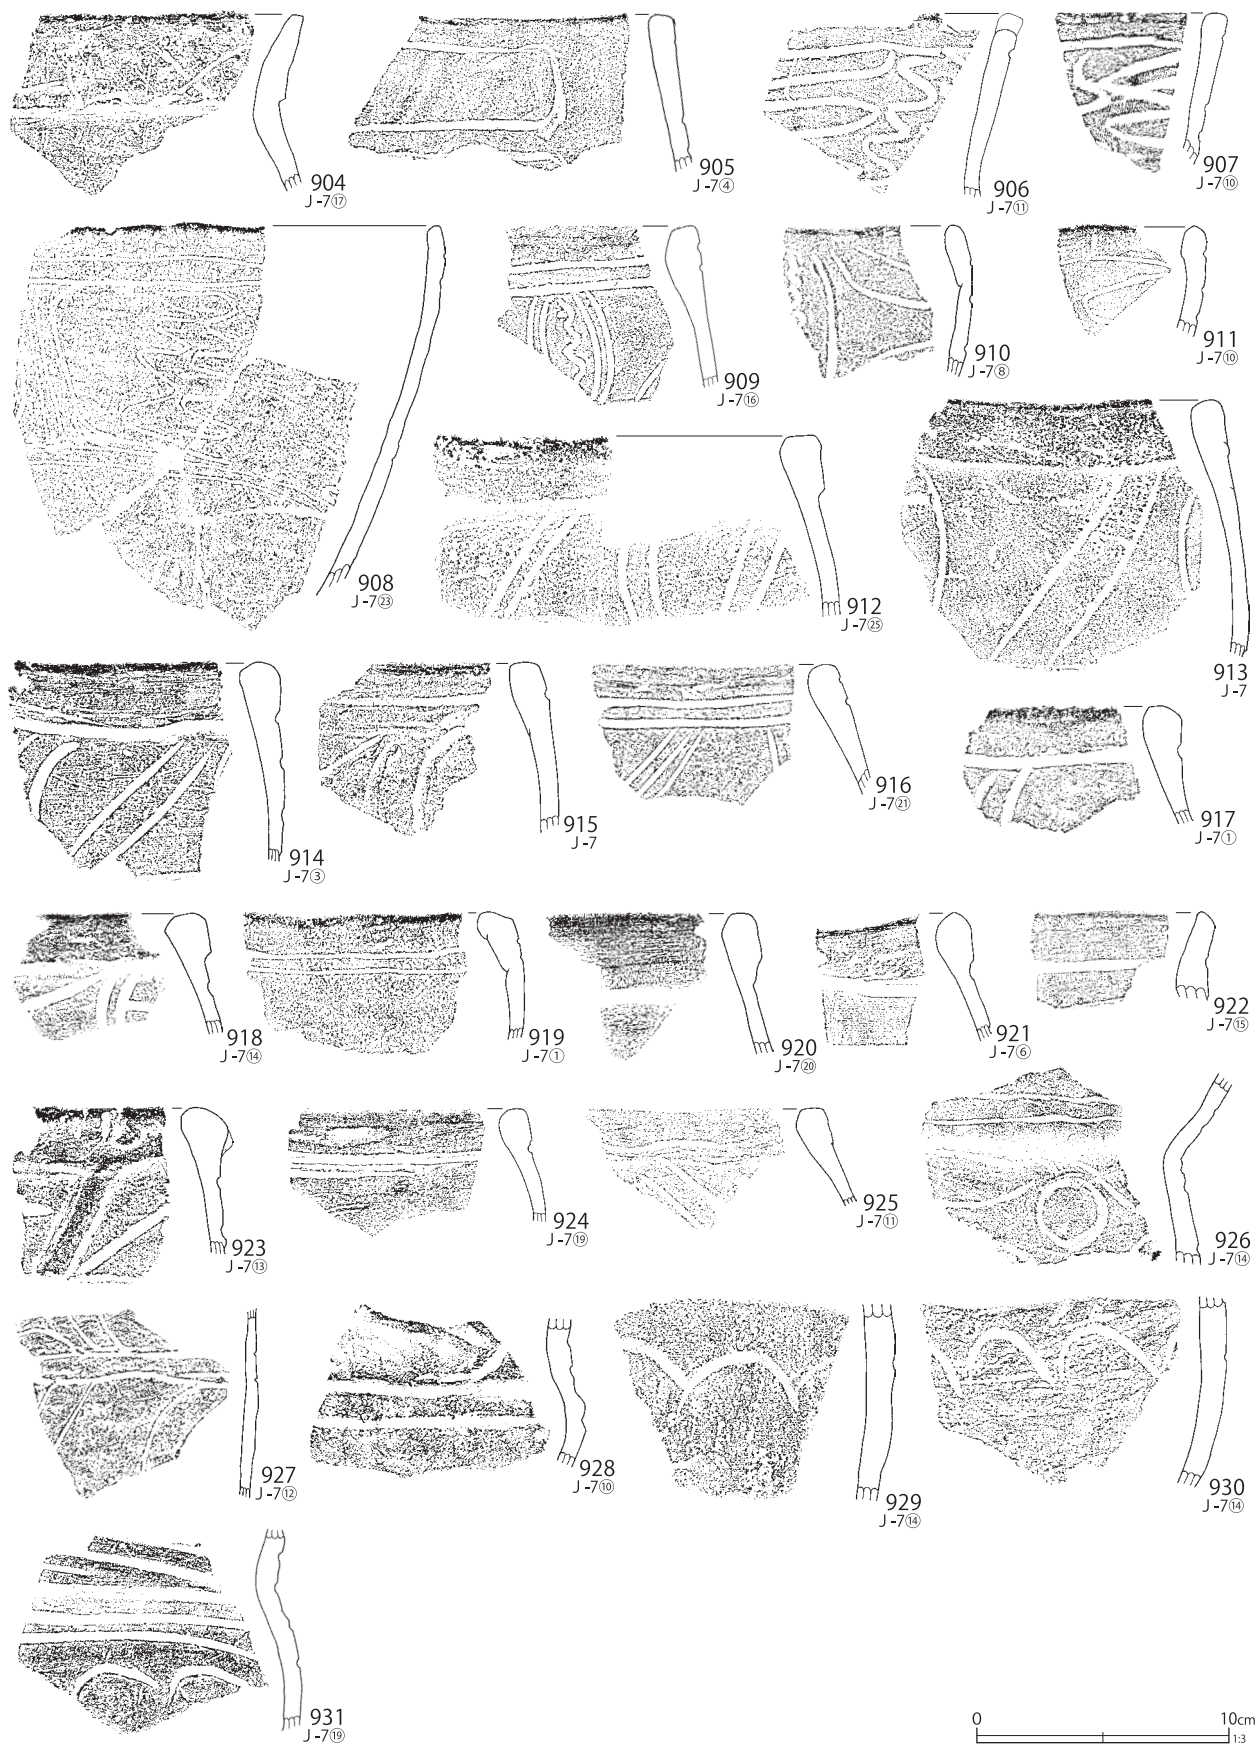 904
J-7⑰
905
J-7④
906
J-7⑪
907
J-7⑩
908
J-7㉓
909
J-7⑯
910
J-7⑧
911
J-7⑩
912
J-7㉕
913
J-7
914
J-7③
915
J-7
916
J-7㉑
917
J-7①
918
J-7⑭
919
J-7①
920
J-7⑳
921
J-7⑥
922
J-7⑮
923
J-7⑬
924
J-7⑲
925
J-7⑪
926
J-7⑭
927
J-7⑫
928
J-7⑩
929
J-7⑭
930
J-7⑭
931
J-7⑲
0 10cm
1:3